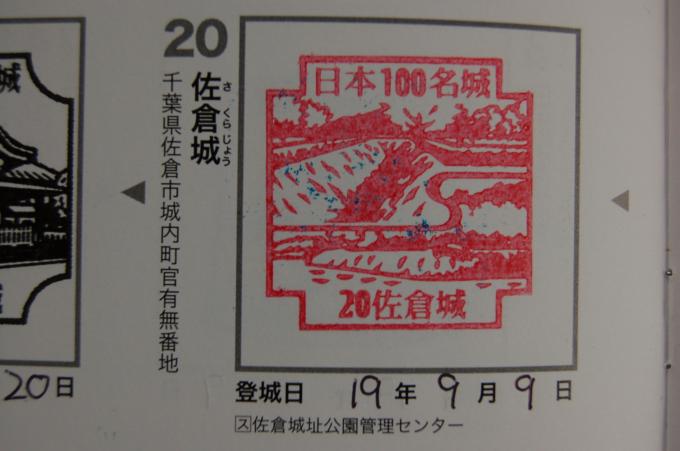 20
佐倉城
さくらじょう
千葉県佐倉市城内町官有無番地
日本100名城
20佐倉城
登城日 19年9月9日
ス佐倉城址公園管理センター
城
城
20日